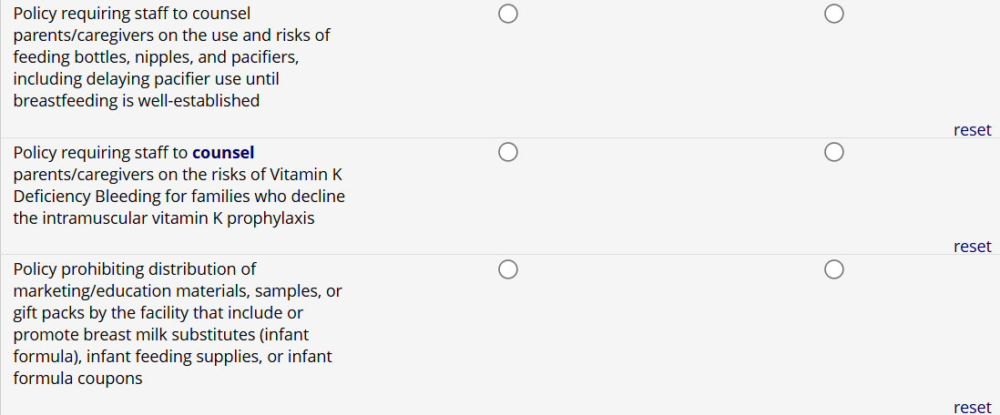 Policy requiring staff to counsel
parents/caregivers on the use and risks of
feeding bottles, nipples, and pacifiers,
including delaying pacifier use until
breastfeeding is well-established
reset
Policy requiring staff to counsel
parents/caregivers on the risks of Vitamin K
Deficiency Bleeding for families who decline
the intramuscular vitamin K prophylaxis
reset
Policy prohibiting distribution of
marketing/education materials, samples, or
gift packs by the facility that include or
promote breast milk substitutes (infant
formula), infant feeding supplies, or infant
formula coupons
reset